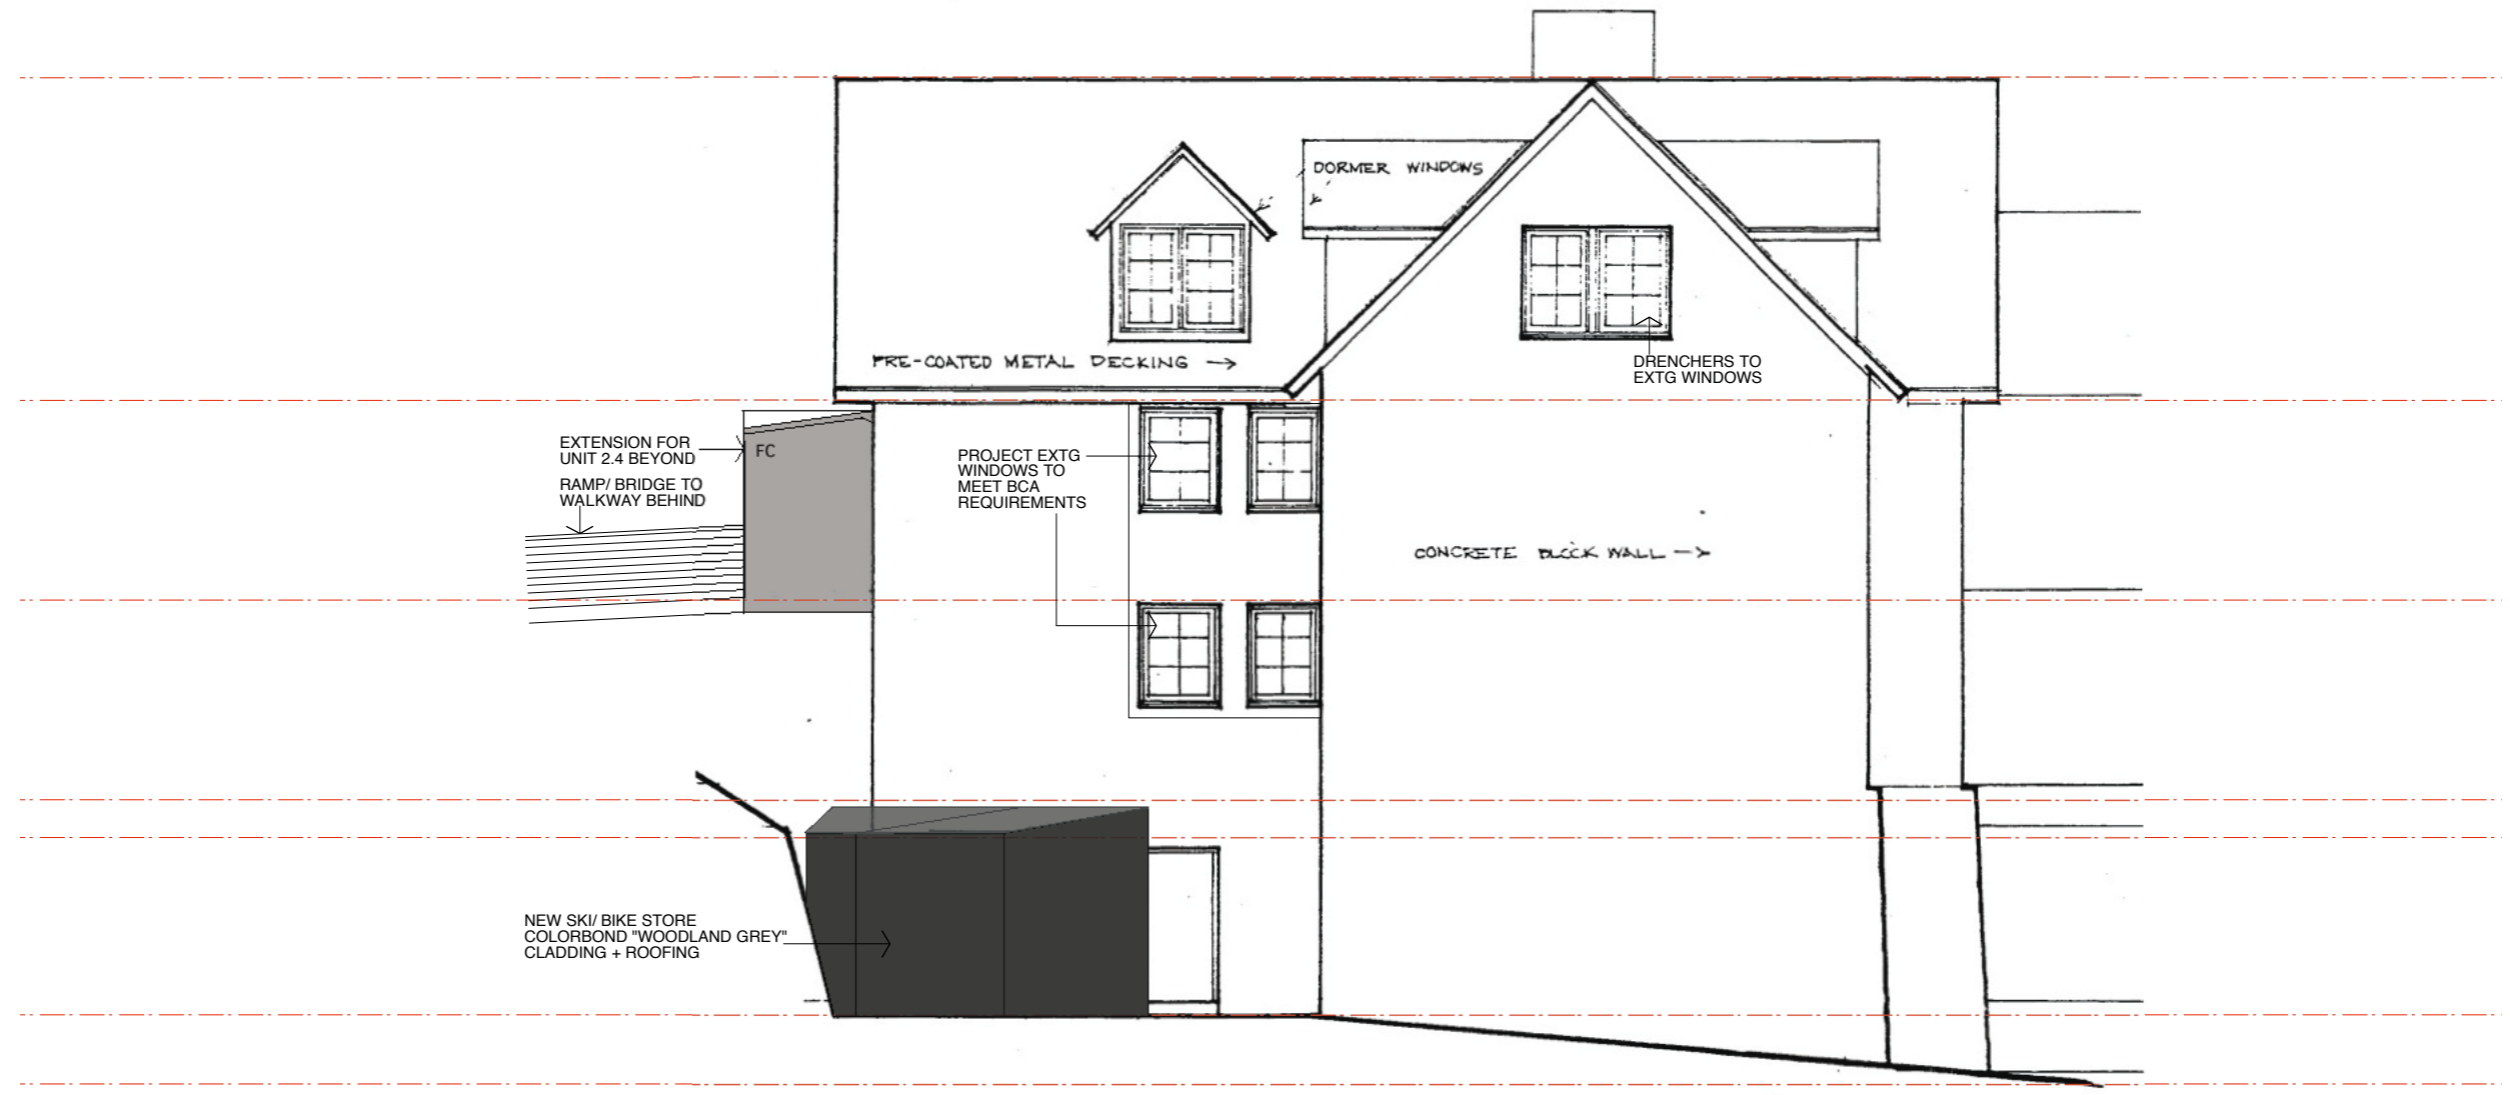 DORMER WINDOWS
PRE-COATED METAL DECKING
DRENCHERS TO
EXTG WINDOWS
EXTENSION FOR
UNIT 2.4 BEYOND
FC
RAMP/ BRIDGE TO
WALKWAY BEHIND
PROJECT EXTG
WINDOWS TO
MEET BCA
REQUIREMENTS
CONCRETE BLOCK WALL
NEW SKI/ BIKE STORE
COLORBOND "WOODLAND GREY"
CLADDING + ROOFING